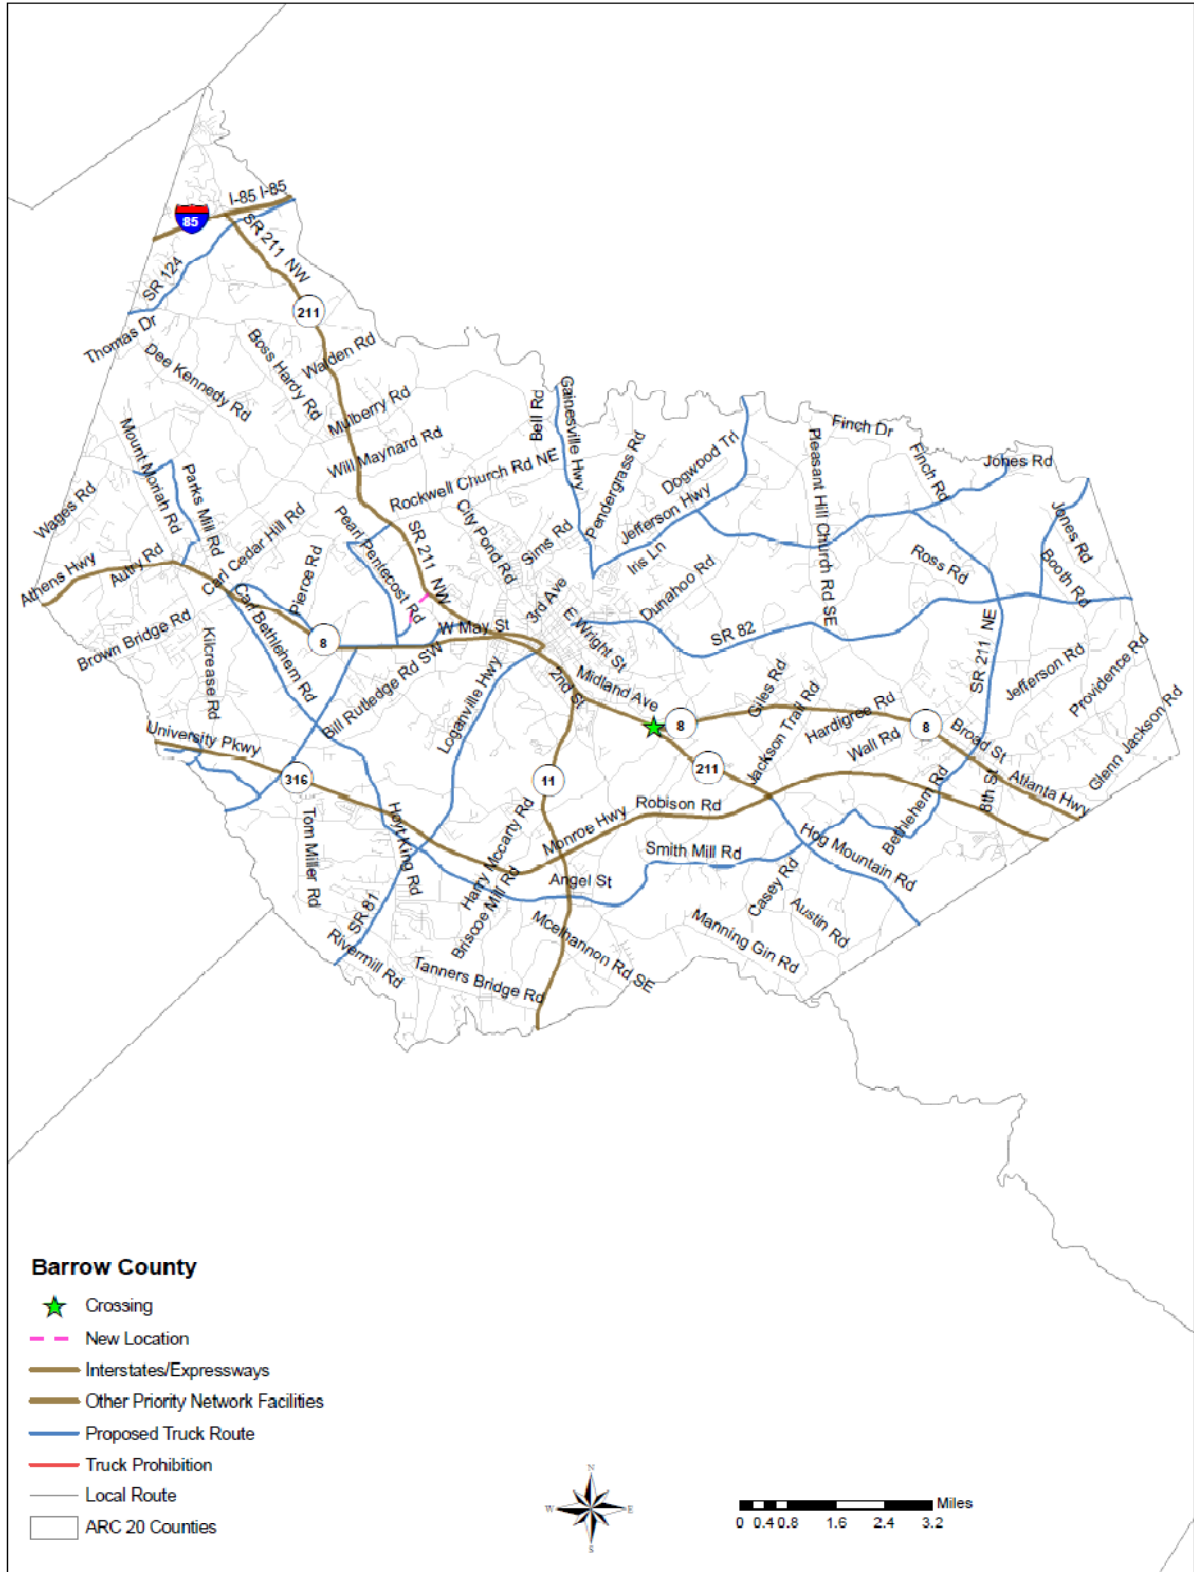 I-85 I-85
85
SR 211 NW
SR 124
211
Thomas Dr
Boss Hardy Rd
Walden Rd
Dee Kennedy Rd
Mulberry Rd
Gainesville Hwy
Bell Rd
Finch Dr
Pleasant Hill Church Rd SE
Mount Moriah Rd
Will Maynard Rd
Pendergrass Rd
Dogwood Trl
Finch Rd
Jones Rd
Parks Mill Rd
Rockwell Church Rd NE
Jefferson Hwy
Wages Rd
City Pond Rd
Sims Rd
Iris Ln
Jones Rd
Carl Cedar Hill Rd
Pearl Pentecost Rd
SR 211 NW
Ross Rd
Booth Rd
Athens Hwy
Autry Rd
Pierce Rd
3rd Ave
Dunahoo Rd
Brown Bridge Rd
Carl Bethlehem Rd
8
W May St
E Wright St
SR 82
SR 211 NE
Kilcrease Rd
Bill Rutledge Rd SW
Loganville Hwy
2nd St
Midland Ave
Giles Rd
Jefferson Rd
Providence Rd
University Pkwy
8
Jackson Trail Rd
Hardigree Rd
Wall Rd
8
Broad St
Glenn Jackson Rd
316
11
211
8th St
Atlanta Hwy
Tom Miller Rd
Hoyt King Rd
Harry Mccarty Rd
Monroe Hwy
Robison Rd
Bethlehem Rd
Hog Mountain Rd
Smith Mill Rd
Angel St
Briscoe Mill Rd
Casey Rd
Austin Rd
SR 81
Rivermill Rd
Tanners Bridge Rd
Mcelhannon Rd SE
Manning Gin Rd
Barrow County
Crossing
New Location
Interstates/Expressways
Other Priority Network Facilities
Proposed Truck Route
Truck Prohibition
Local Route
ARC 20 Counties
N
W E
S
Miles
0 0.4 0.8 1.6 2.4 3.2